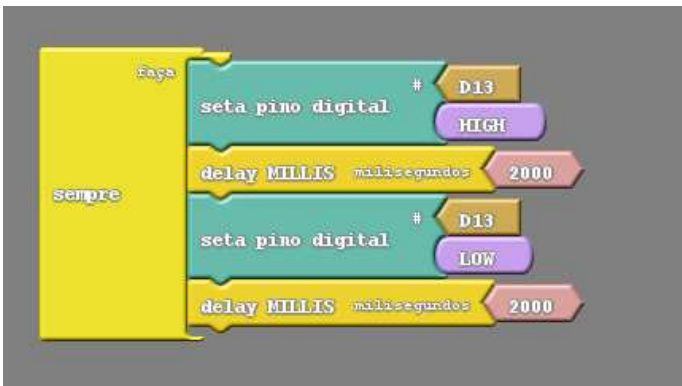 faça
seta pino digital # D13
HIGH
delay MILLIS milisegundos 2000
sempre
seta pino digital # D13
LOW
delay MILLIS milisegundos 2000